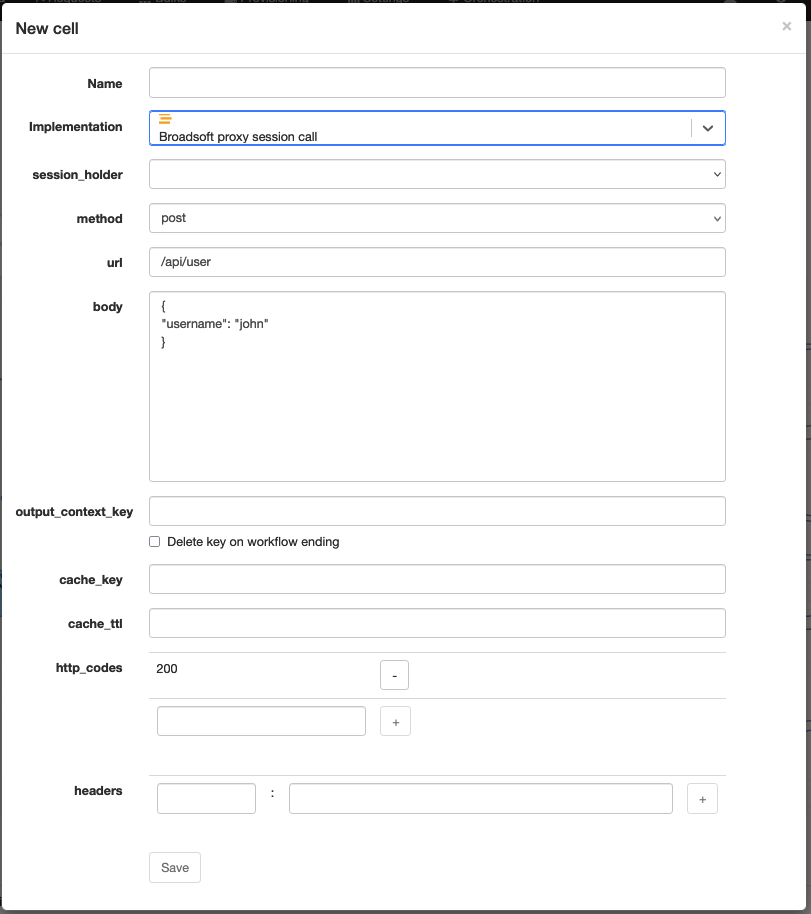 New cell
×
Name
Implementation
Broadsoft proxy session call
session_holder
method
post
url
/api/user
body
{
"username": "john"
}
output_context_key
Delete key on workflow ending
cache_key
cache_ttl
http_codes
200
-
+
headers
:
+
Save